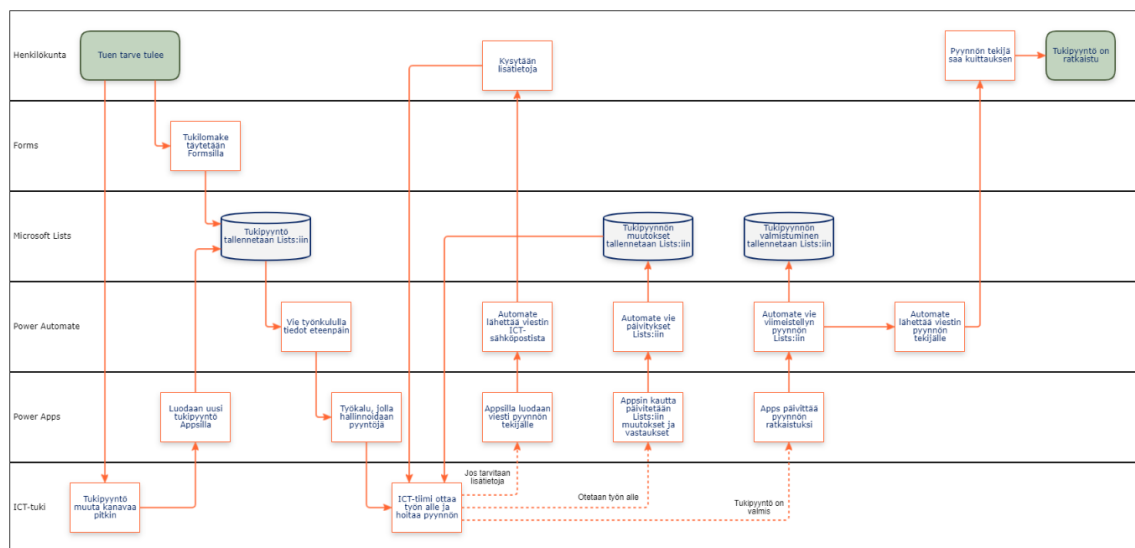 Henkilökunta
Tuen tarve tulee
Kysytään
lisätietoja
Pyynnön tekijä
saa kuittauksen
Tukipyyntö on
ratkaistu
Forms
Tukilomake
täytetään
Formsilla
Microsoft Lists
Tukipyyntö
tallennetaan Lists:iin
Tukipyynnön
muutokset
tallennetaan Lists:iin
Tukipyynnön
valmistuminen
tallennetaan Lists:iin
Power Automate
Vie työnkululla
tiedot eteenpäin
Automate
lähettää viestin
ICT-
sähköpostista
Automate vie
päivitykset
Lists:iin
Automate vie
viimeistellyn
pyynnön
Lists:iin
Automate
lähettää viestin
pyynnön
tekijälle
Power Apps
Luodaan uusi
tukipyyntö
Appsilla
Työkalu, jolla
hallinnoidaan
pyyntöjä
Appsilla luodaan
viesti pyynnön
tekijälle
Appsin kautta
päivitetään
Lists:iin
muutokset ja
vastaukset
Apps päivittää
pyynnön
ratkaistuksi
ICT-tuki
Tukipyyntö
muuta kanavaa
pitkin
ICT-tiimi ottaa
työn alle ja
hoitaa pyynnön
Jos tarvitaan
lisätietoja
Otetaan työn alle
Tukipyyntö on
valmis